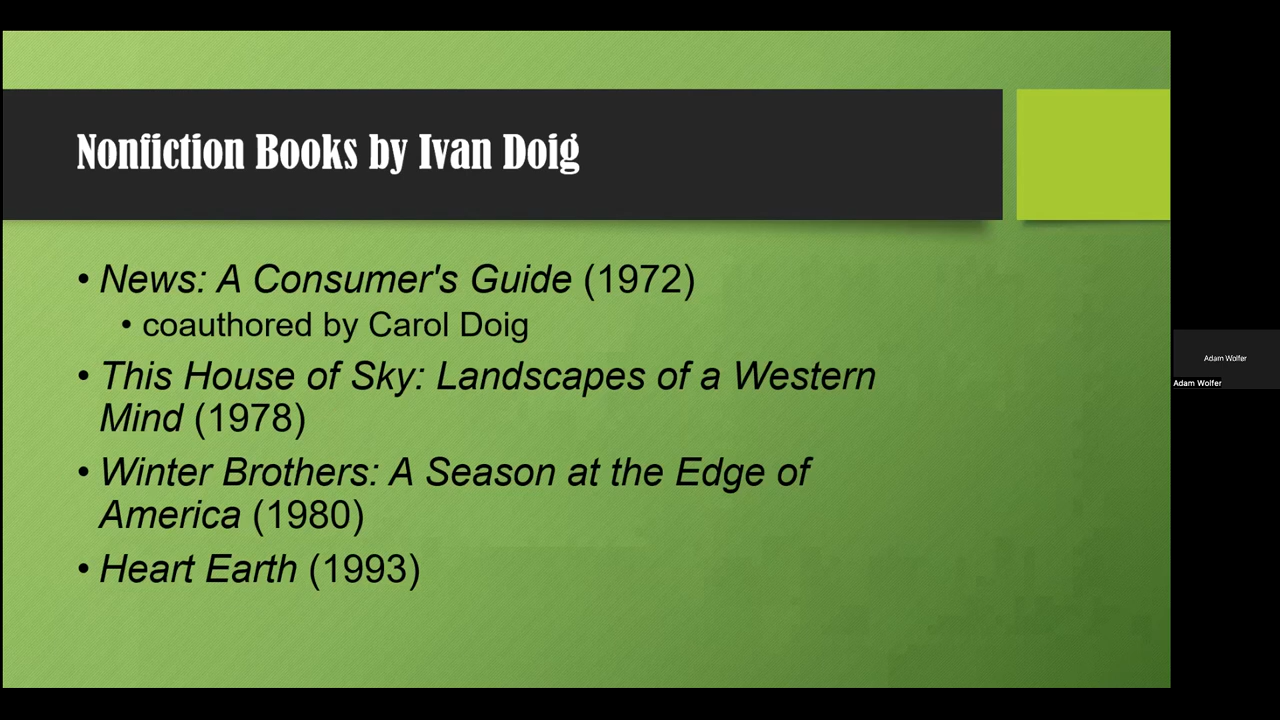 Nonfiction Books by Ivan Doig
• News: A Consumer's Guide (1972)
• coauthored by Carol Doig
• This House of Sky: Landscapes of a Western
Mind (1978)
• Winter Brothers: A Season at the Edge of
America (1980)
• Heart Earth (1993)
Adam Wolfer
Adam Wolfer